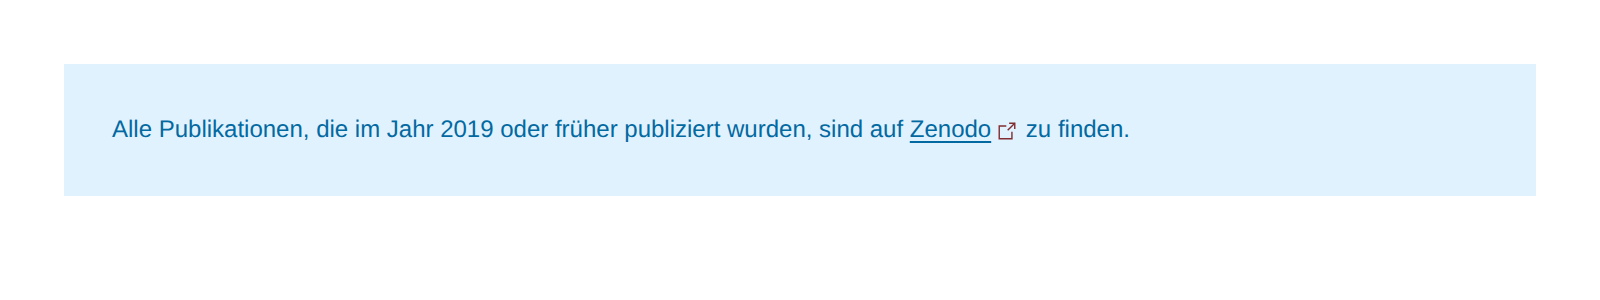 Alle Publikationen, die im Jahr 2019 oder früher publiziert wurden, sind auf Zenodo zu finden.